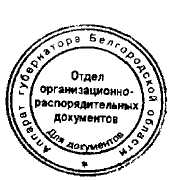 Аппарат губернатора Белгородской области
Отдел
организационно-
распорядительных
документов
Для документов